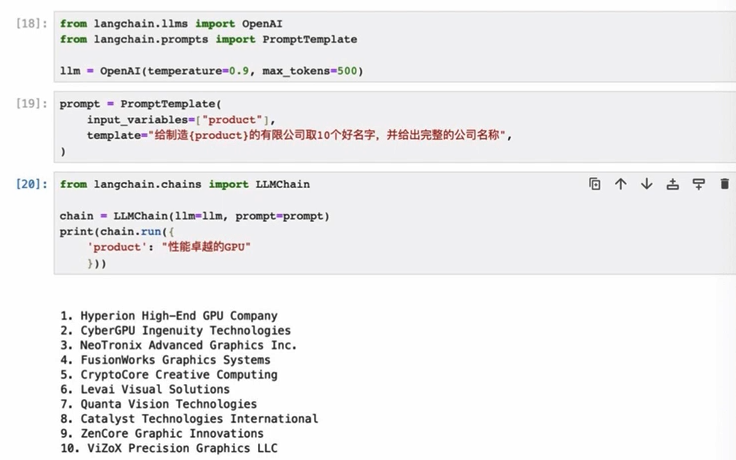 [18]: from langchain.llms import OpenAI
from langchain.prompts import PromptTemplate
llm = OpenAI(temperature=0.9, max_tokens=500)
[19]: prompt = PromptTemplate(
    input_variables=["product"],
    template="给制造{product}的有限公司取10个好名字，并给出完整的公司名称",
)
[20]: from langchain.chains import LLMChain
chain = LLMChain(llm=llm, prompt=prompt)
print(chain.run({
    'product': "性能卓越的GPU"
    }))
1. Hyperion High-End GPU Company
2. CyberGPU Ingenuity Technologies
3. NeoTronix Advanced Graphics Inc.
4. FusionWorks Graphics Systems
5. CryptoCore Creative Computing
6. Levai Visual Solutions
7. Quanta Vision Technologies
8. Catalyst Technologies International
9. ZenCore Graphic Innovations
10. ViZoX Precision Graphics LLC